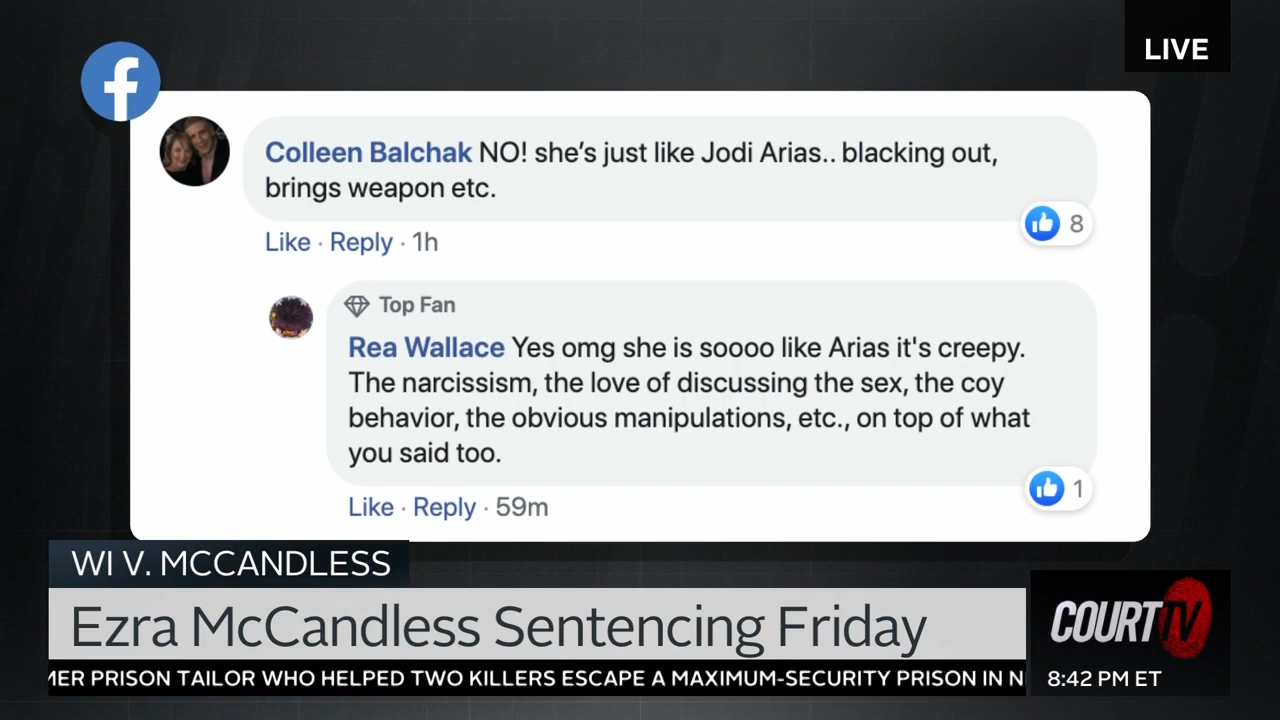 LIVE
Colleen Balchak NO! she's just like Jodi Arias.. blacking out,
brings weapon etc.
8
Like · Reply · 1h
Top Fan
Rea Wallace Yes omg she is soooo like Arias it's creepy.
The narcissism, the love of discussing the sex, the coy
behavior, the obvious manipulations, etc., on top of what
you said too.
1
Like · Reply · 59m
WI V. MCCANDLESS
Ezra McCandless Sentencing Friday
COURT TV
PRISON TAILOR WHO HELPED TWO KILLERS ESCAPE A MAXIMUM-SECURITY PRISON IN
8:42 PM ET